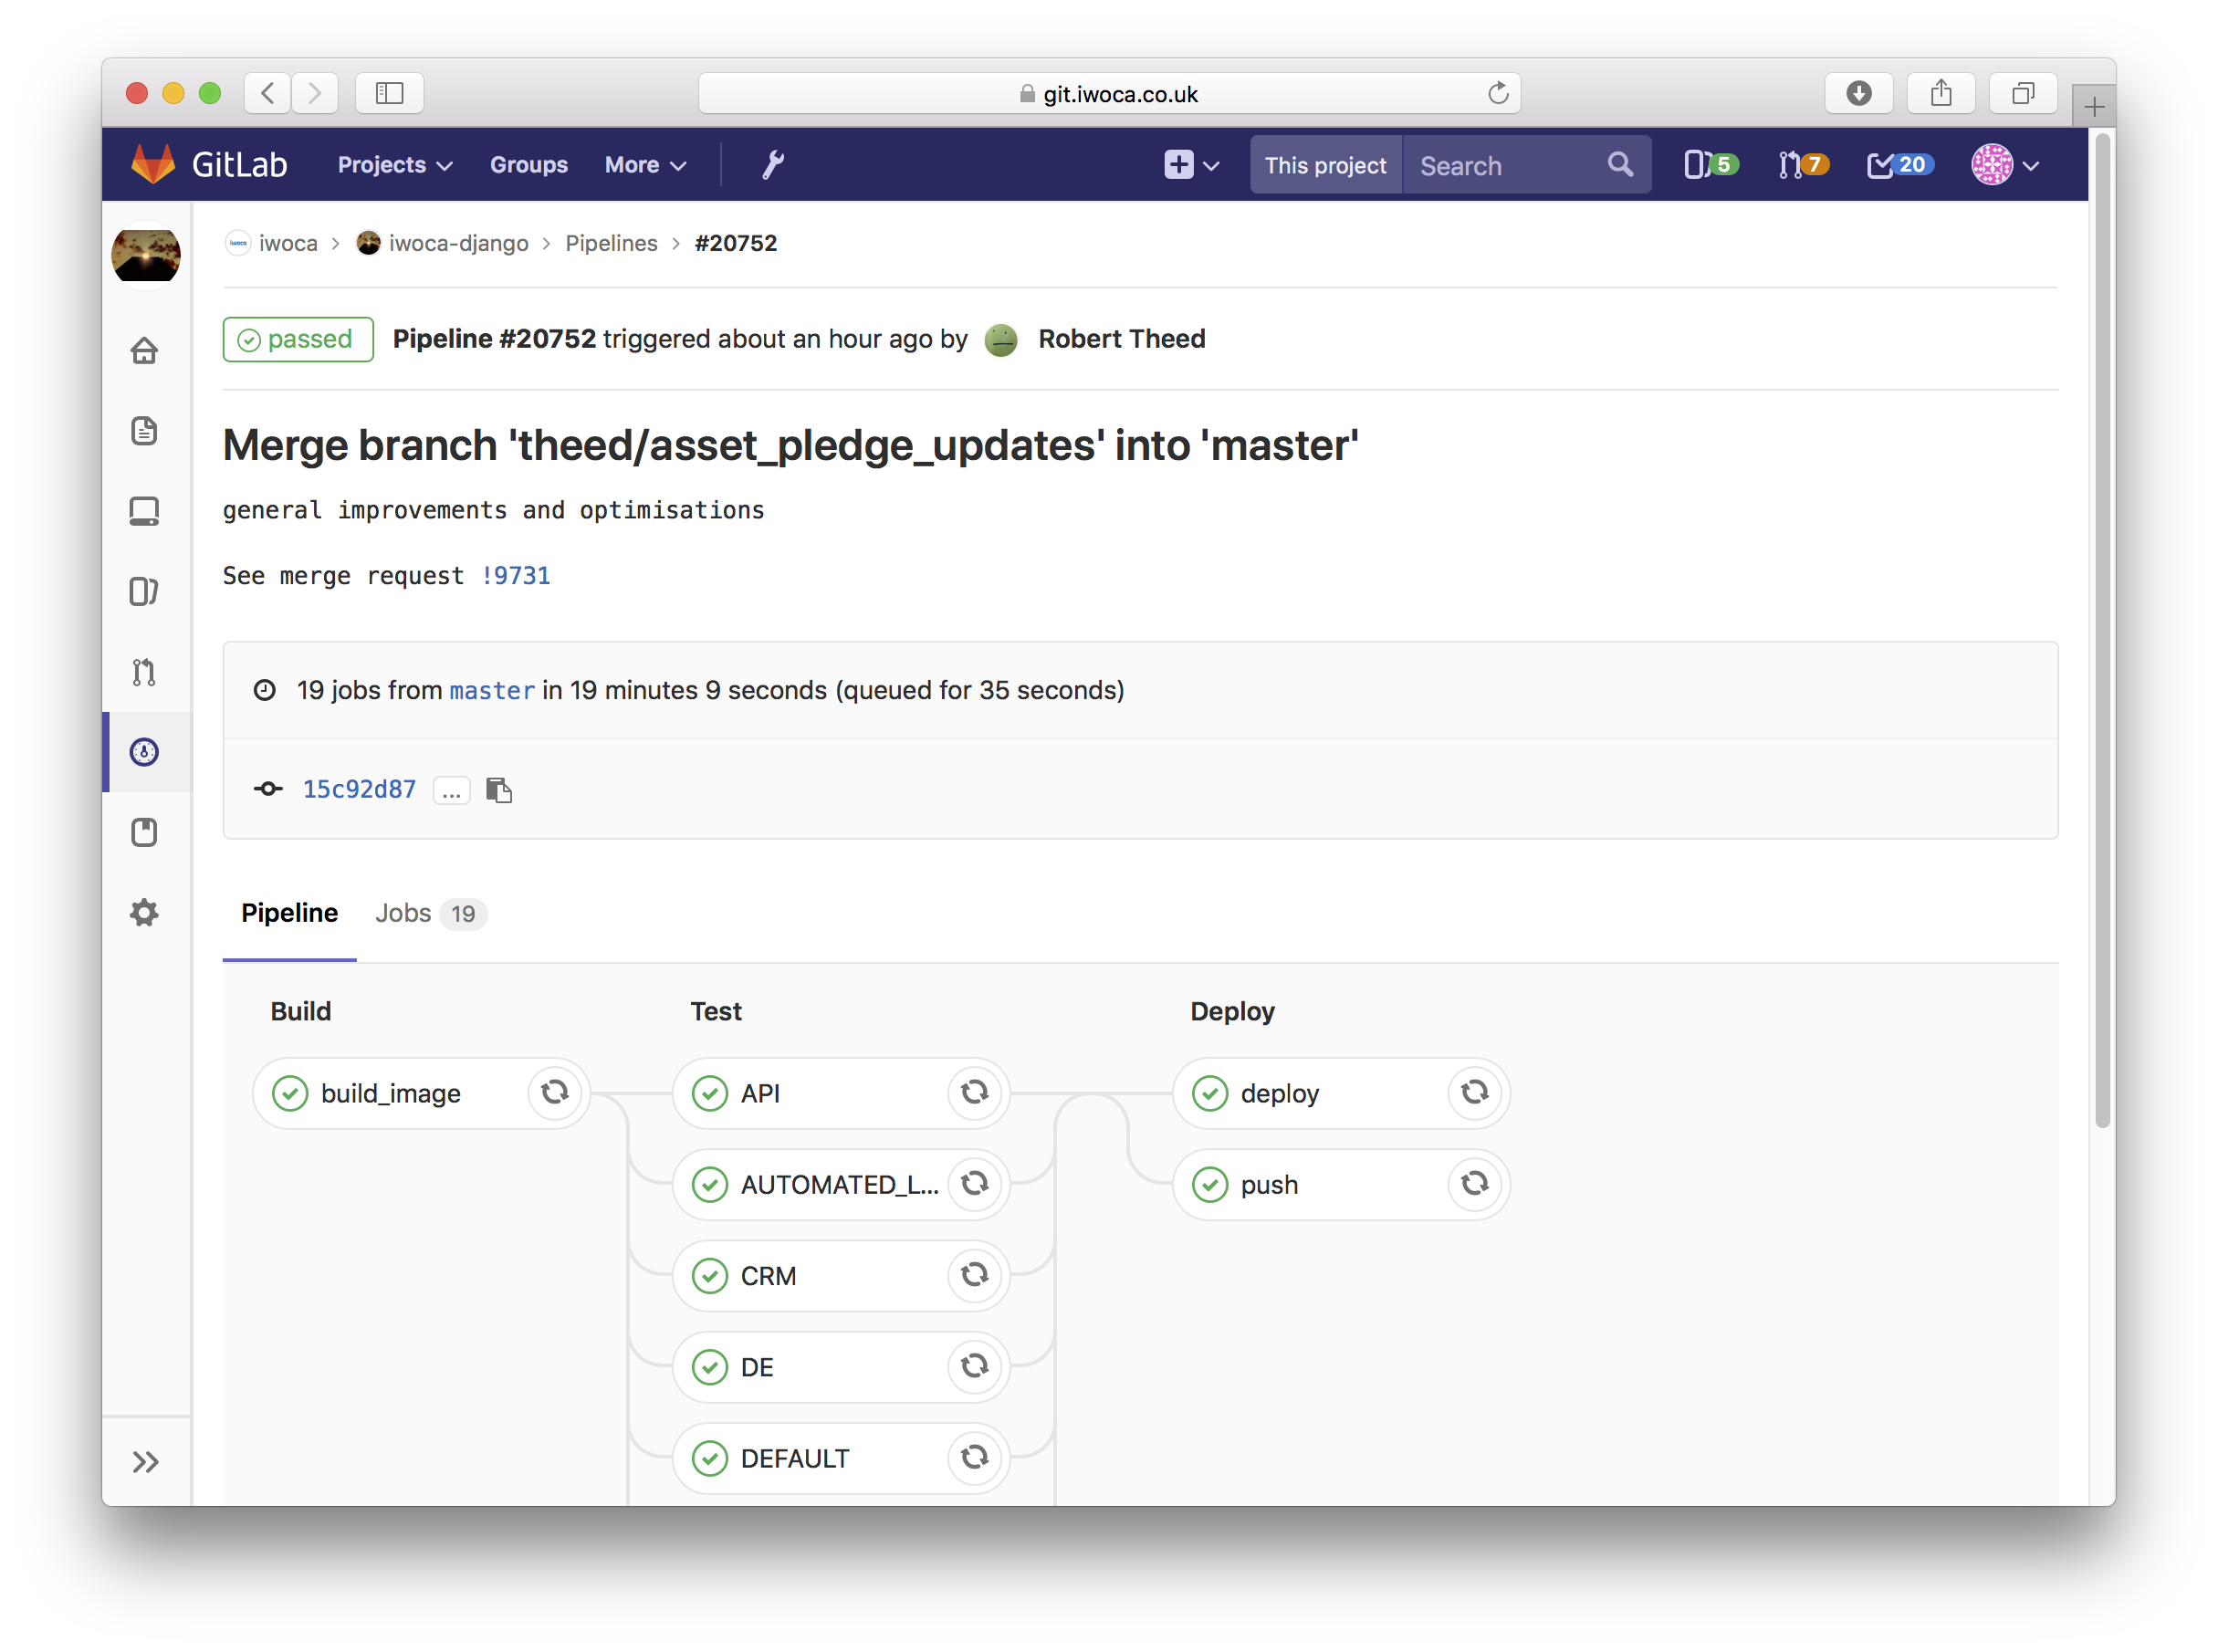 git.iwoca.co.uk
GitLab Projects Groups More This project Search 5 7 20
iwoca > iwoca-django > Pipelines > #20752
passed Pipeline #20752 triggered about an hour ago by Robert Theed
Merge branch 'theed/asset_pledge_updates' into 'master'
general improvements and optimisations
See merge request !9731
19 jobs from master in 19 minutes 9 seconds (queued for 35 seconds)
15c92d87 ...
Pipeline Jobs 19
Build Test Deploy
build_image API deploy
AUTOMATED_L... push
CRM
DE
DEFAULT